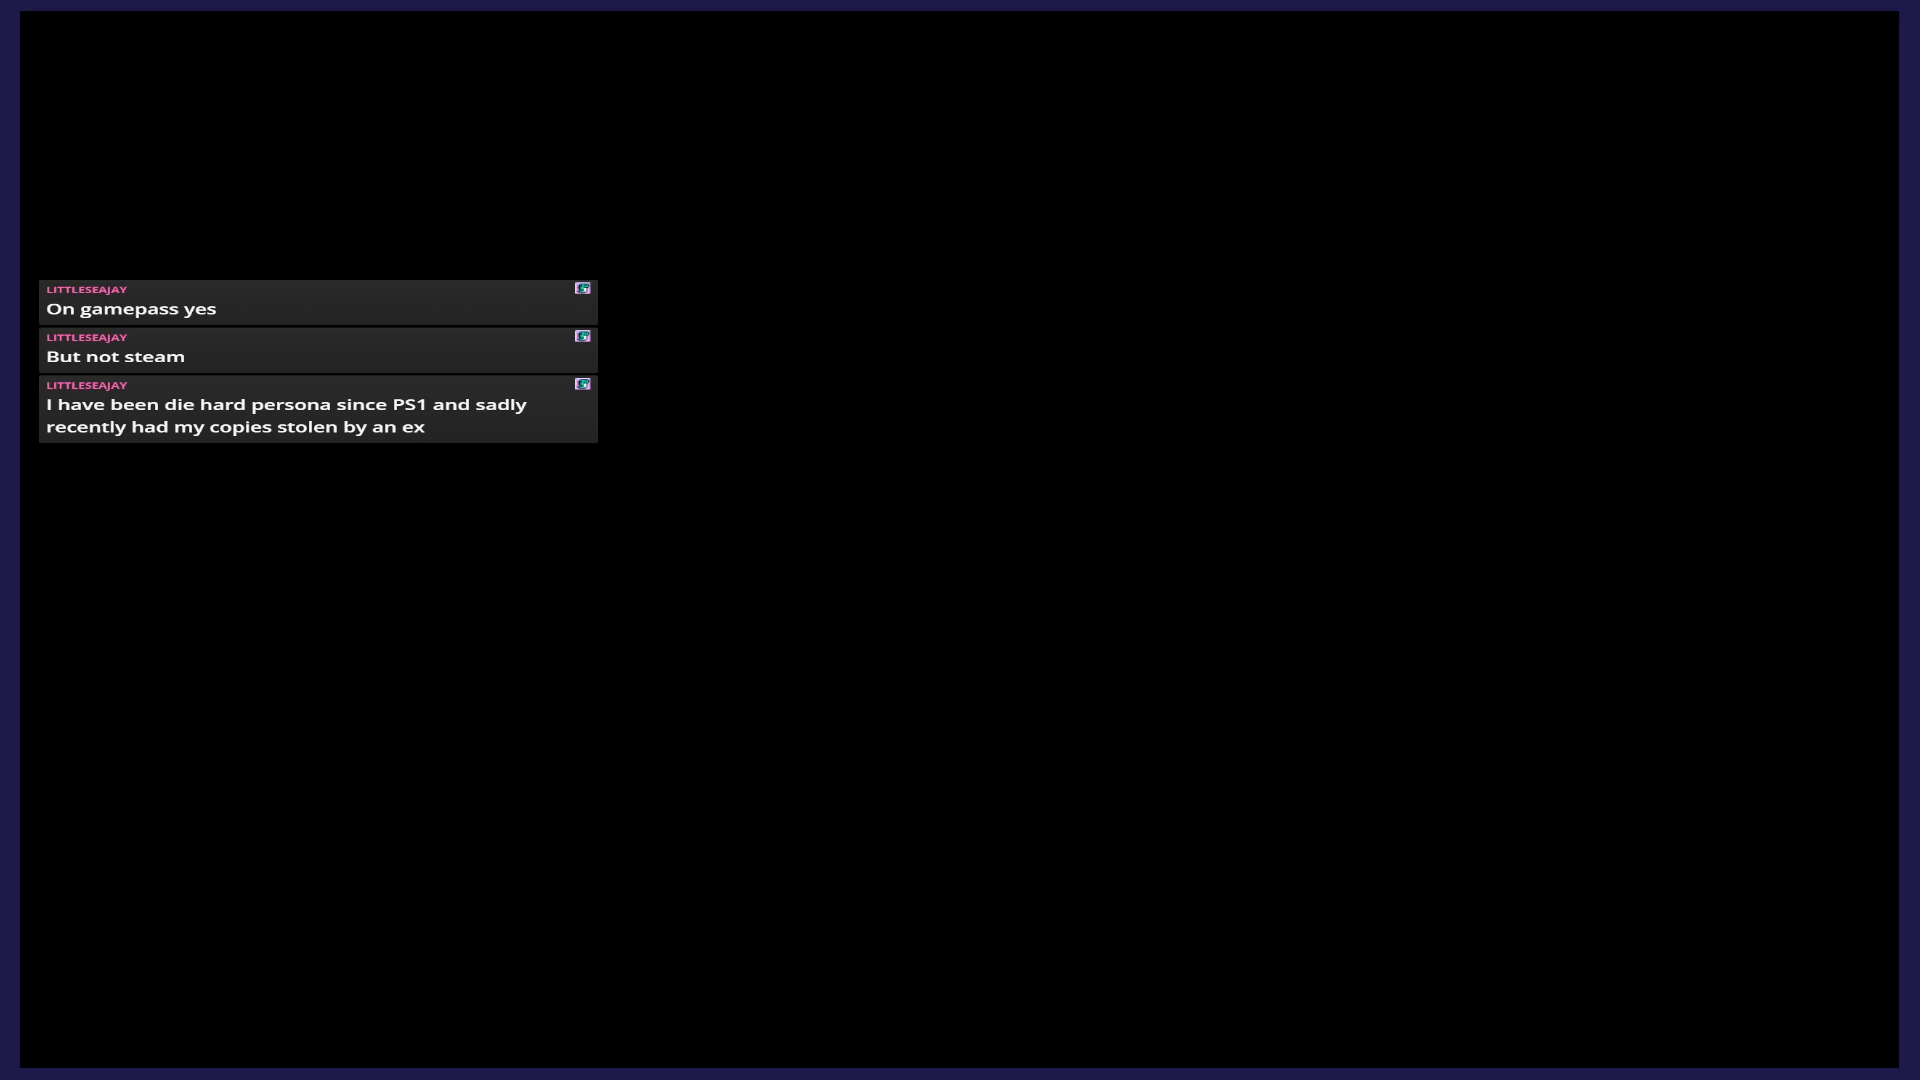 LITTLESEAJAY
On gamepass yes
LITTLESEAJAY
But not steam
LITTLESEAJAY
I have been die hard persona since PS1 and sadly
recently had my copies stolen by an ex